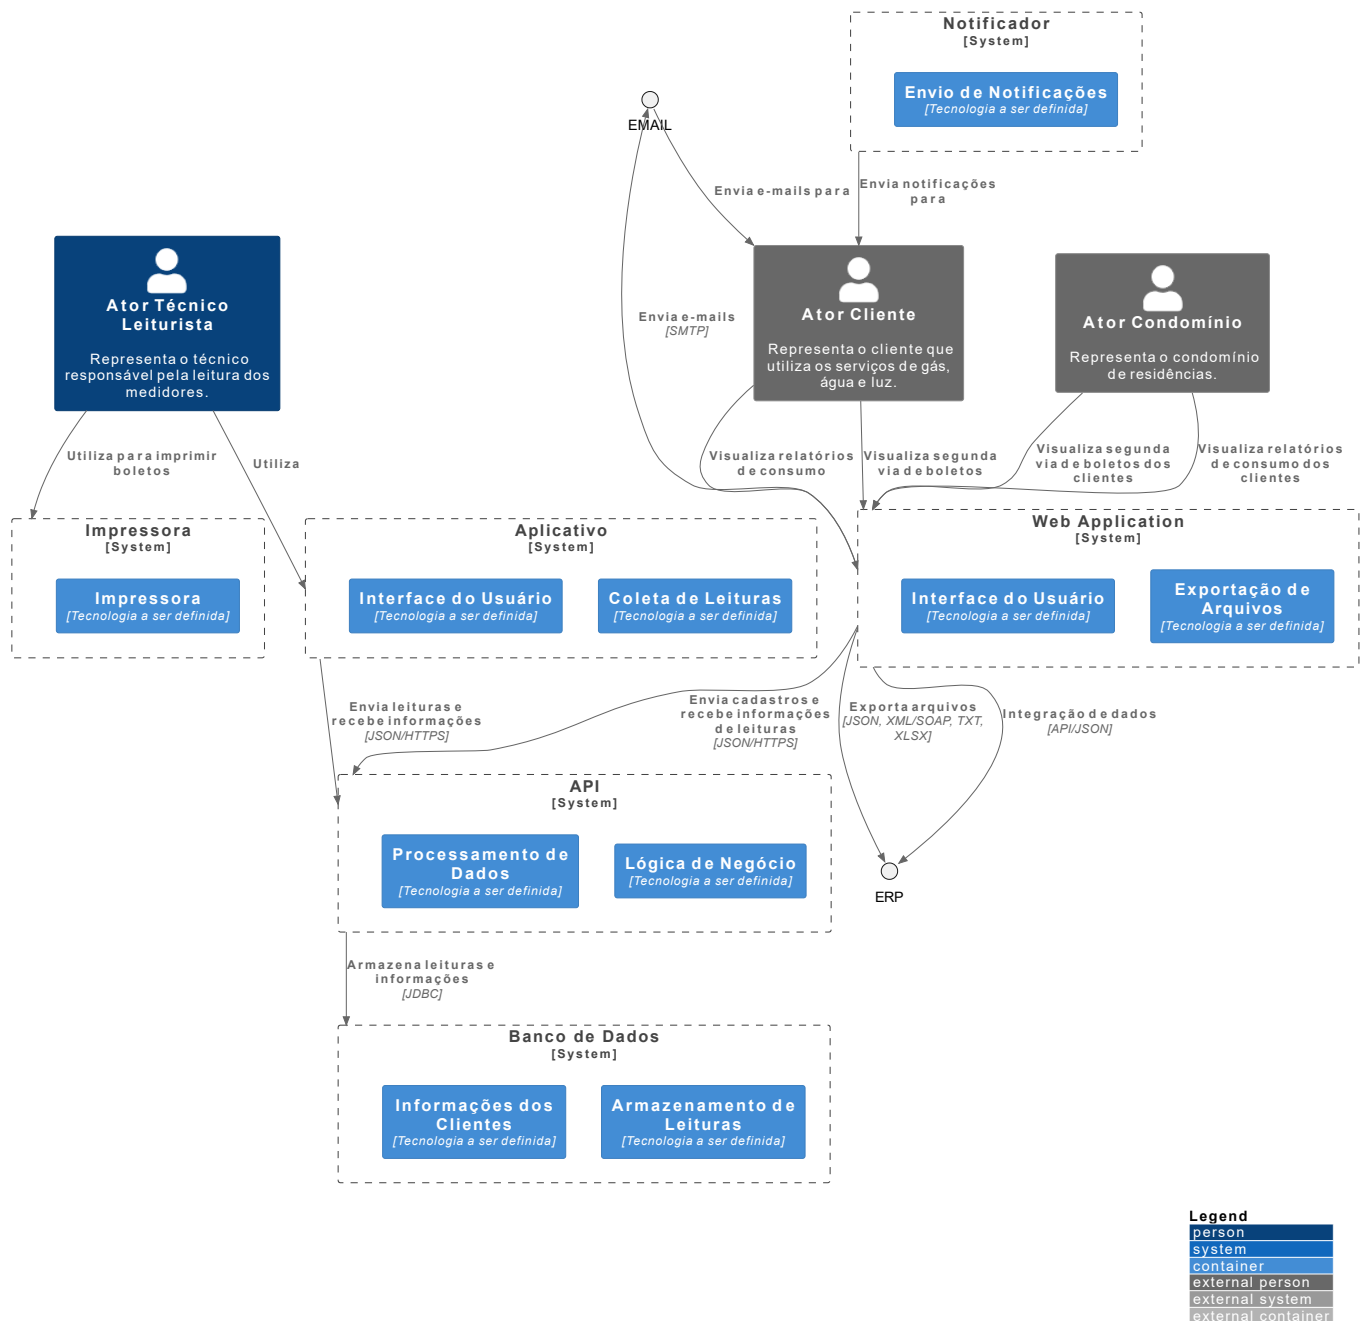 Notificador
[System]
Envio de Notificações
[Tecnologia a ser definida]
EMAIL
Envia e-mails para
Envia notificações
para
Ator Técnico
Leiturista
Representa o técnico
responsável pela leitura dos
medidores.
Envia e-mails
[SMTP]
Ator Cliente
Representa o cliente que
utiliza os serviços de gás,
água e luz.
Ator Condomínio
Representa o condomínio
de residências.
Utiliza para imprimir
boletos
Utiliza
Visualiza relatórios
de consumo
Visualiza segunda
via de boletos
Visualiza segunda
via de boletos dos
clientes
Visualiza relatórios
de consumo dos
clientes
Impressora
[System]
Impressora
[Tecnologia a ser definida]
Aplicativo
[System]
Interface do Usuário
[Tecnologia a ser definida]
Coleta de Leituras
[Tecnologia a ser definida]
Web Application
[System]
Interface do Usuário
[Tecnologia a ser definida]
Exportação de
Arquivos
[Tecnologia a ser definida]
Envia leituras e
recebe informações
[JSON/HTTPS]
Envia cadastros e
recebe informações
de leituras
[JSON/HTTPS]
Exporta arquivos
[JSON, XML/SOAP, TXT,
XLSX]
Integração de dados
[API/JSON]
API
[System]
Processamento de
Dados
[Tecnologia a ser definida]
Lógica de Negócio
[Tecnologia a ser definida]
ERP
Armazena leituras e
informações
[JDBC]
Banco de Dados
[System]
Informações dos
Clientes
[Tecnologia a ser definida]
Armazenamento de
Leituras
[Tecnologia a ser definida]
Legend
person
system
container
external person
external system
external container